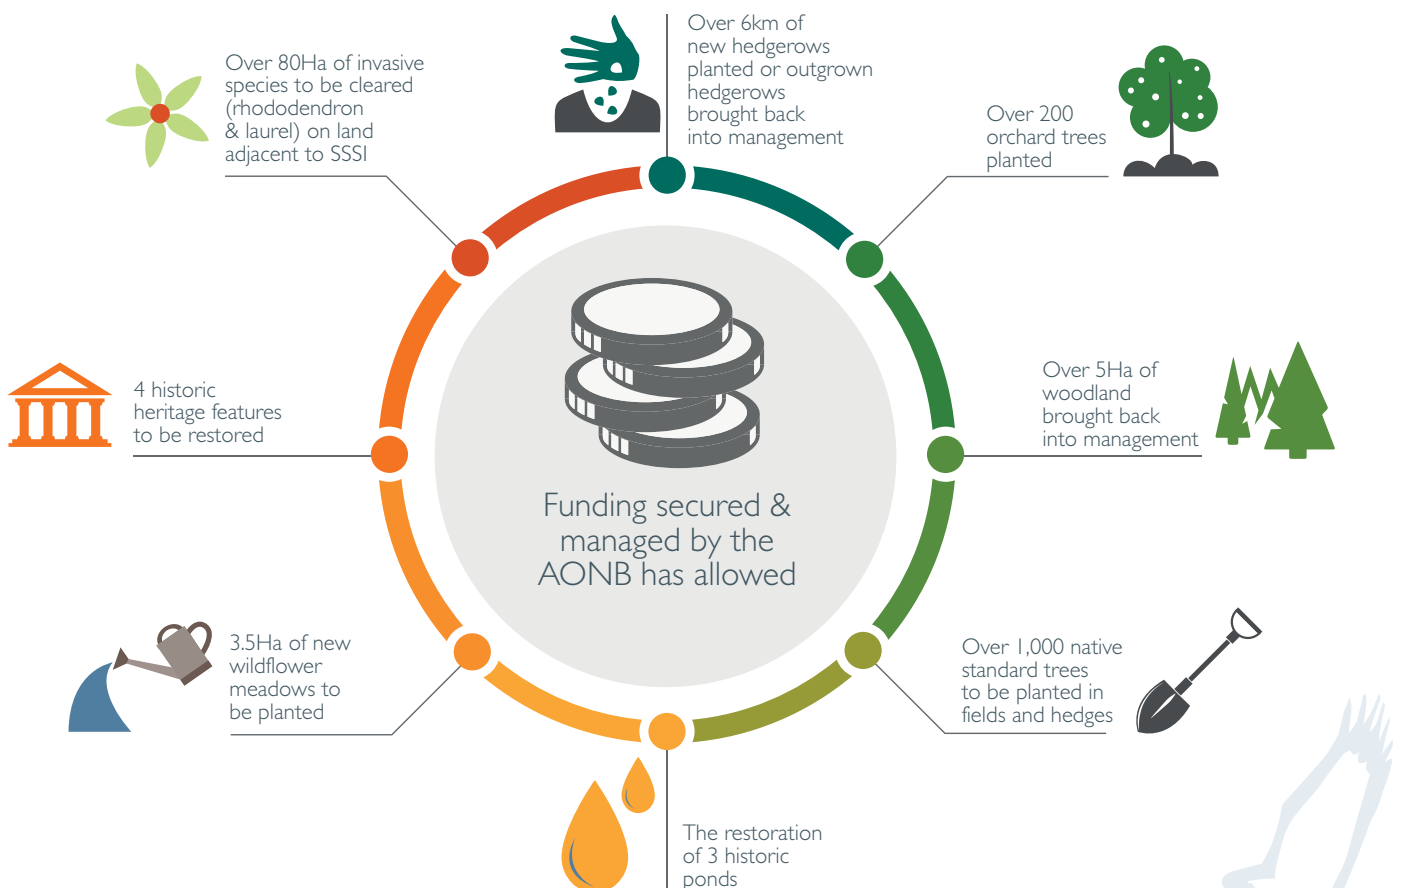 Over 6km of
new hedgerows
planted or outgrown
hedgerows
brought back
into management
Over 80Ha of invasive
species to be cleared
(rhododendron
& laurel) on land
adjacent to SSSI
Over 200
orchard trees
planted
4 historic
heritage features
to be restored
Over 5Ha of
woodland
brought back
into management
Funding secured &
managed by the
AONB has allowed
3.5Ha of new
wildflower
meadows to
be planted
Over 1,000 native
standard trees
to be planted in
fields and hedges
The restoration
of 3 historic
ponds